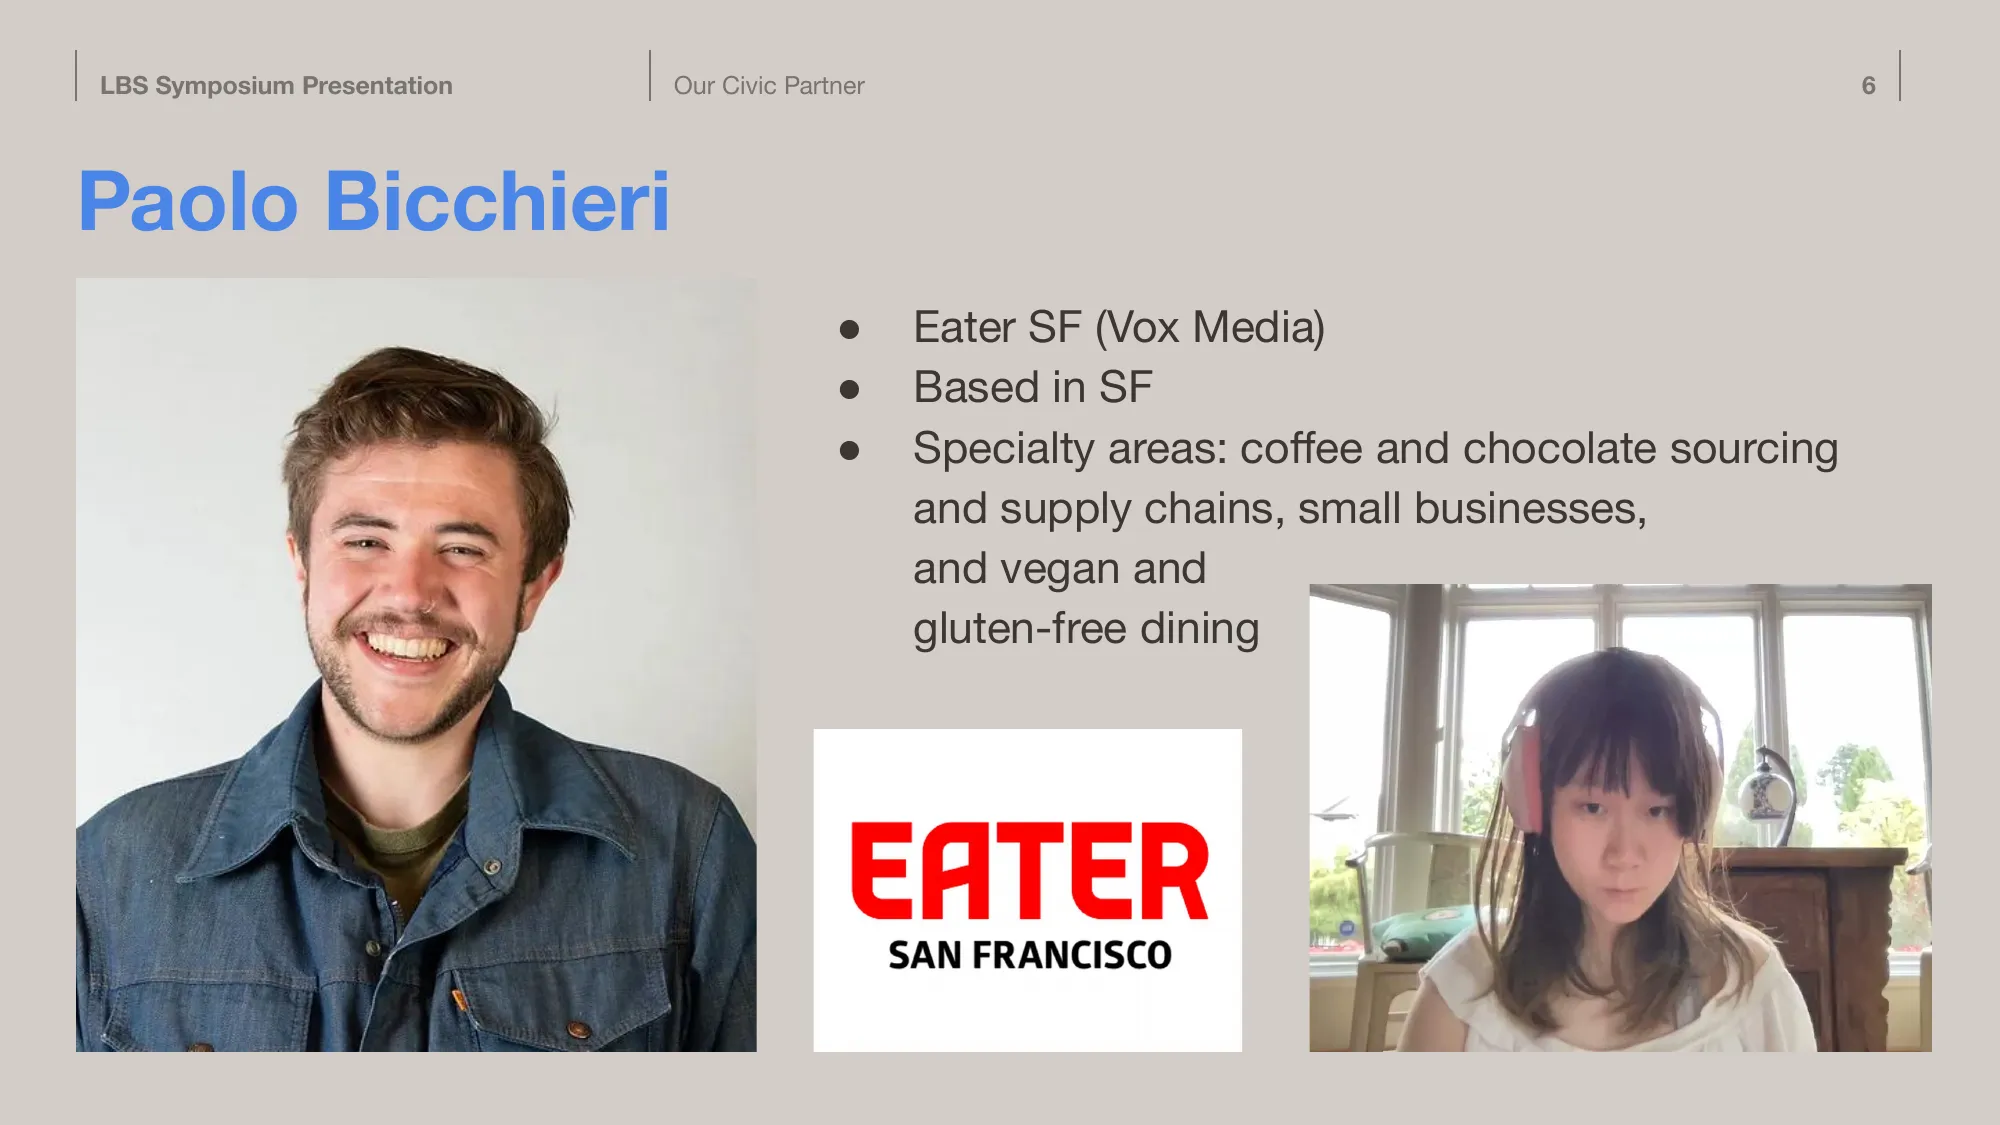 LBS Symposium Presentation
Our Civic Partner
6
Paolo Bicchieri
● Eater SF (Vox Media)
● Based in SF
● Specialty areas: coffee and chocolate sourcing
and supply chains, small businesses,
and vegan and
gluten-free dining
EATER
SAN FRANCISCO